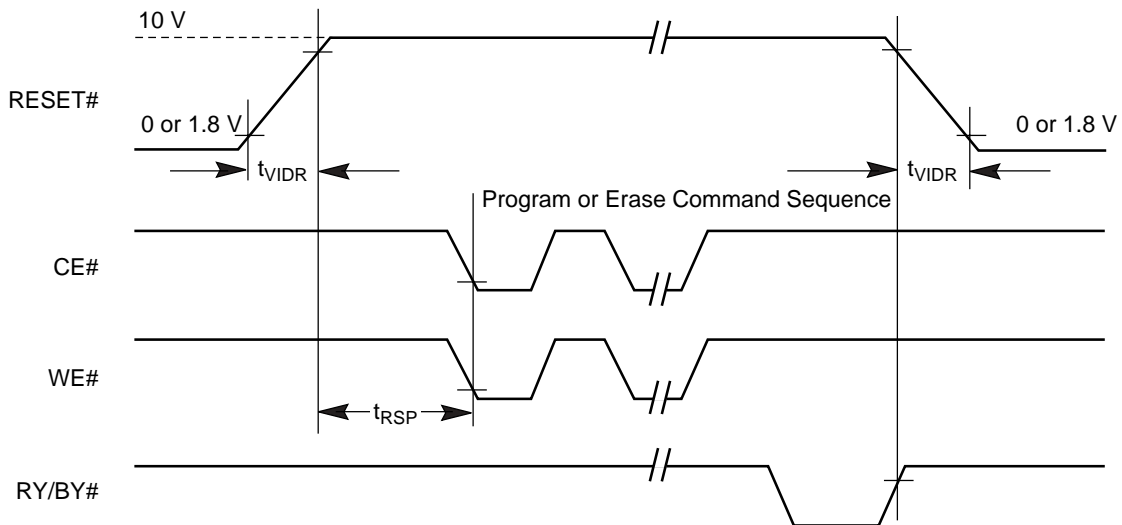 10 V
RESET#
0 or 1.8 V
0 or 1.8 V
tVIDR
tVIDR
Program or Erase Command Sequence
CE#
WE#
tRSP
RY/BY#